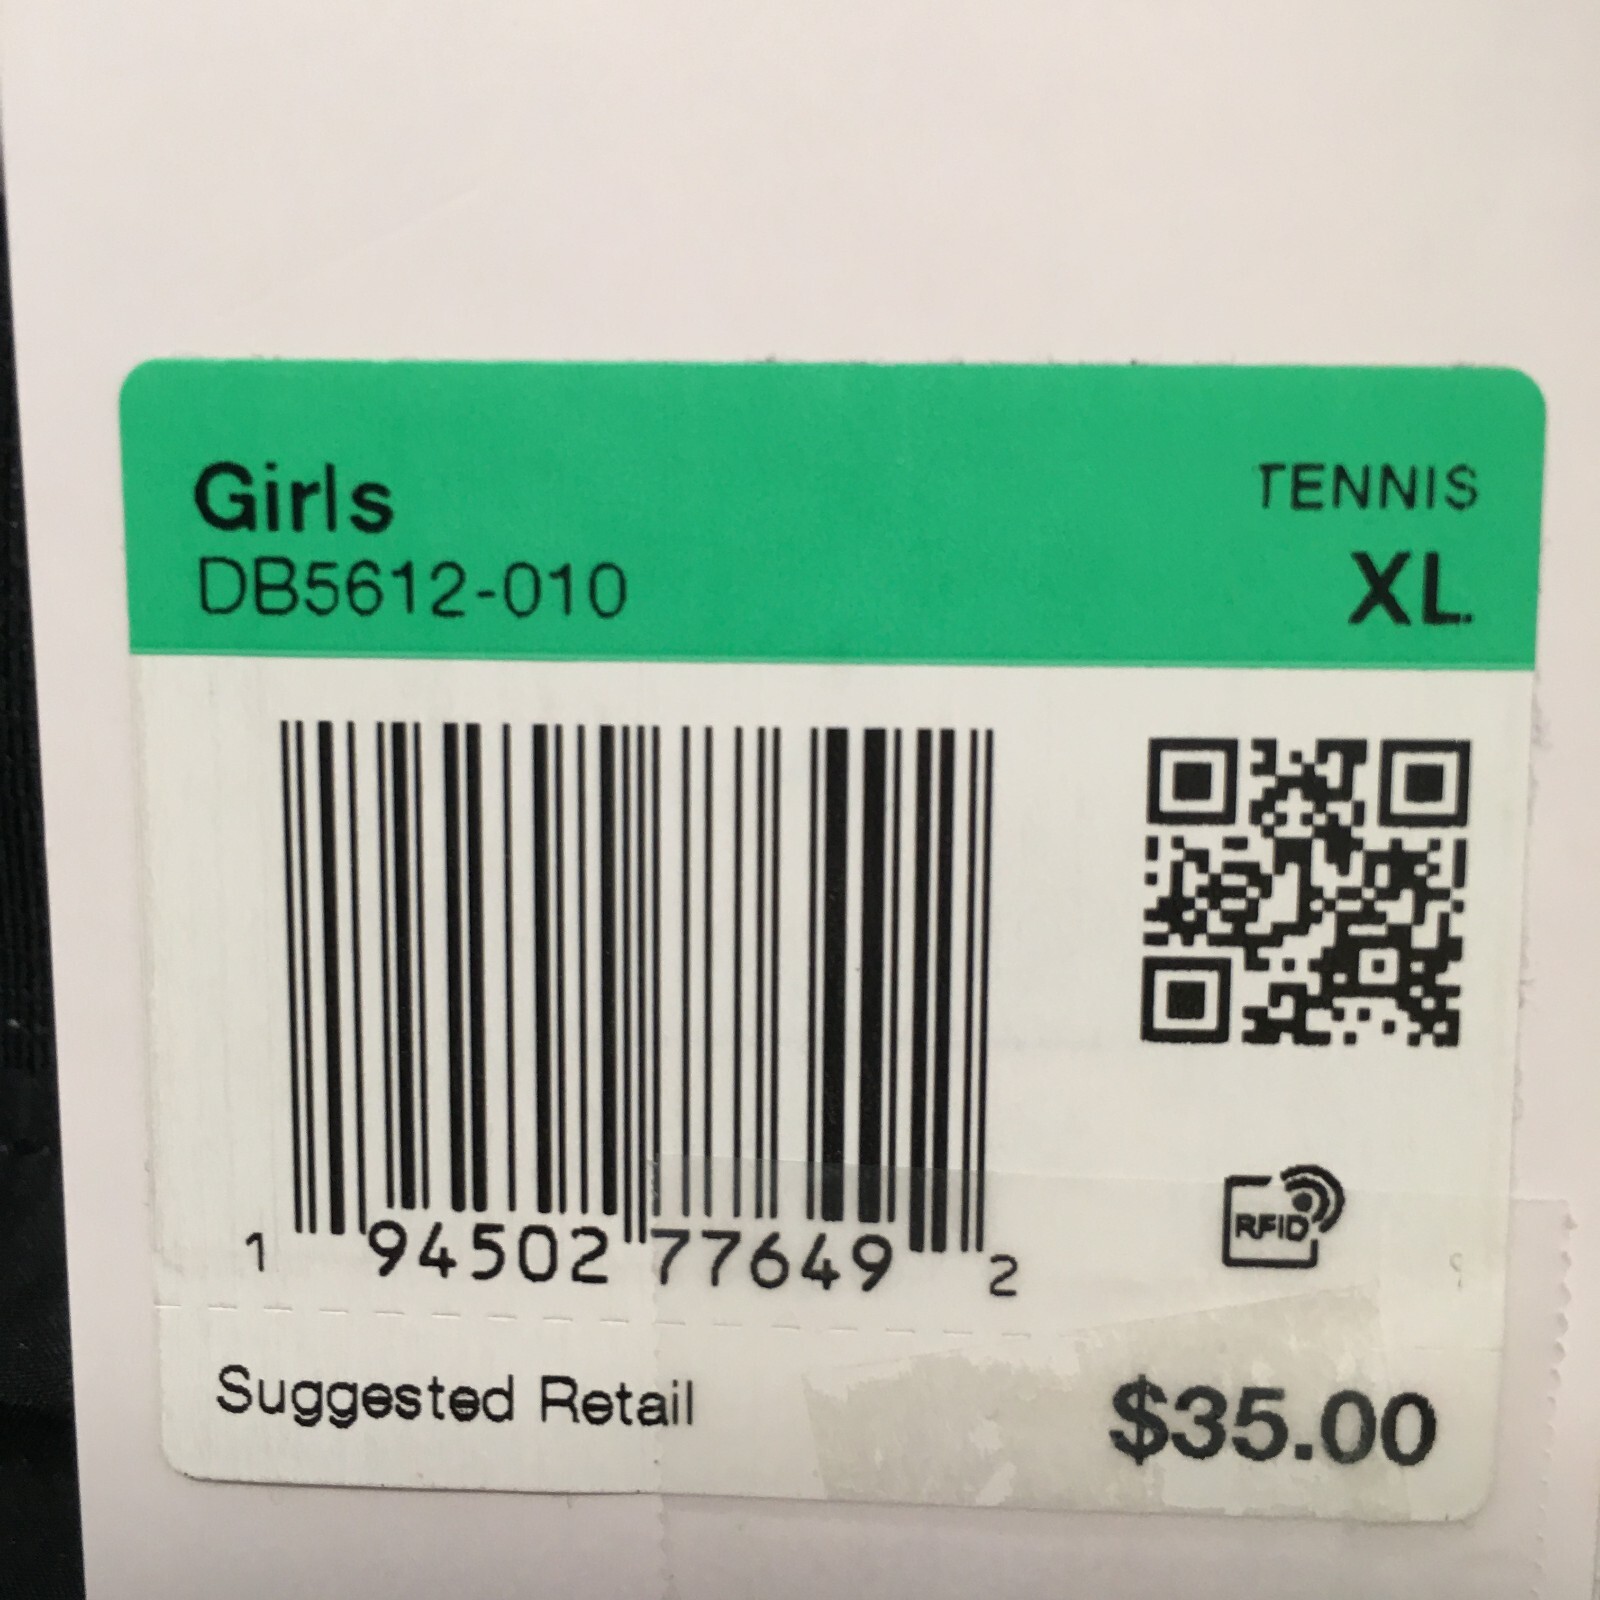 Girls
TENNIS
DB5612-010
XL
1 94502 77649 2
RFID
Suggested Retail
$35.00